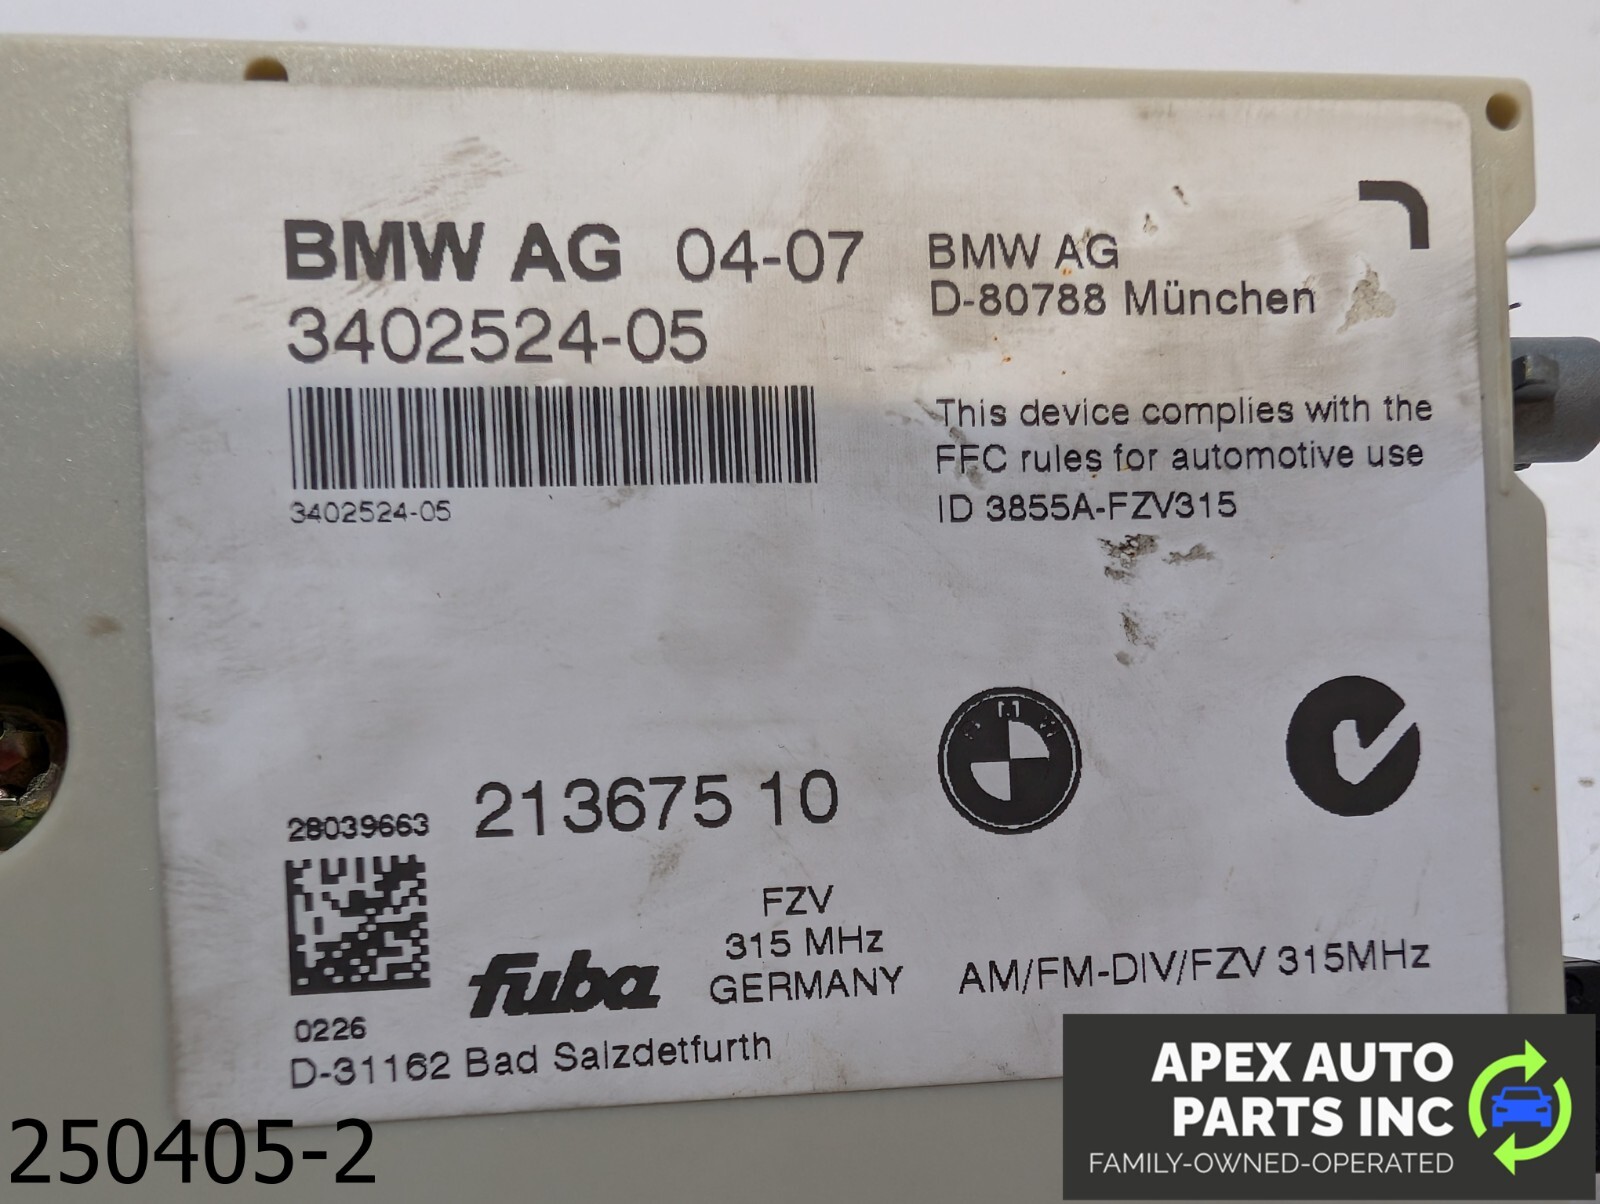 BMW AG 04-07
3402524-05
3402524-05
BMW AG
D-80788 München
This device complies with the
FFC rules for automotive use
ID 3855A-FZV315
28039663
213675 10
0226
fuba
FZV
315 MHz
GERMANY
AM/FM-DIV/FZV 315MHz
D-31162 Bad Salzdetfurth
250405-2
APEX AUTO
PARTS INC
FAMILY-OWNED-OPERATED